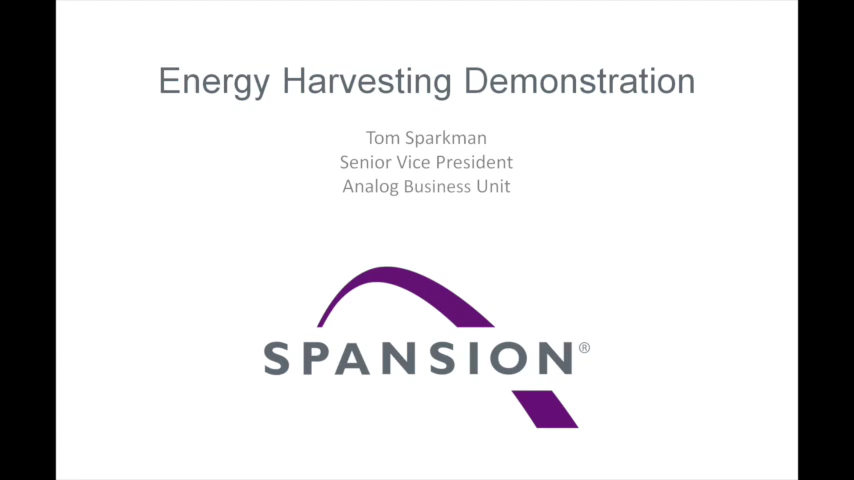 Energy Harvesting Demonstration
Tom Sparkman
Senior Vice President
Analog Business Unit
SPANSION®